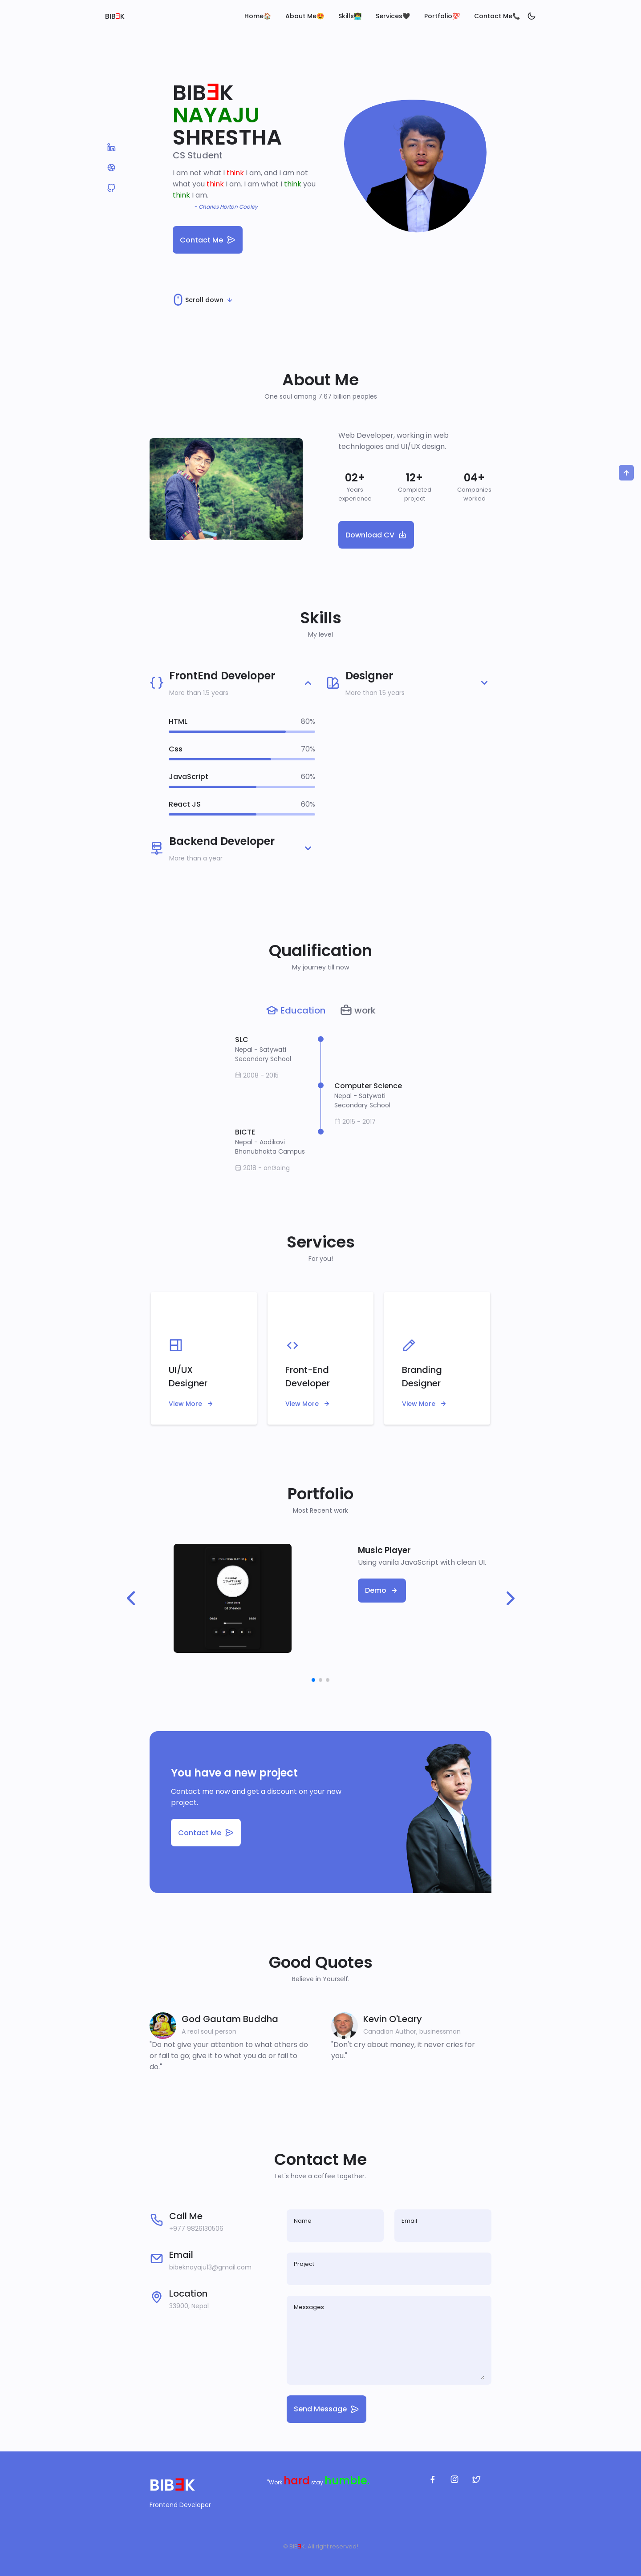 BIBƎK
Home🏠 About Me😍 Skills👨‍💻 Services🖤 Portfolio💯 Contact Me📞
BIBƎK
NAYAJU
SHRESTHA
CS Student
I am not what I think I am, and I am not
what you think I am. I am what I think you
think I am.
- Charles Horton Cooley
Contact Me
Scroll down
About Me
One soul among 7.67 billion peoples
Web Developer, working in web
technlogoies and UI/UX design.
02+ 12+ 04+
Years Completed Companies
experience project worked
Download CV
Skills
My level
FrontEnd Developer
More than 1.5 years
Designer
More than 1.5 years
HTML 80%
Css 70%
JavaScript 60%
React JS 60%
Backend Developer
More than a year
Qualification
My journey till now
Education work
SLC
Nepal - Satywati
Secondary School
2008 - 2015
Computer Science
Nepal - Satywati
Secondary School
2015 - 2017
BICTE
Nepal - Aadikavi
Bhanubhakta Campus
2018 - onGoing
Services
For you!
UI/UX
Designer
View More
Front-End
Developer
View More
Branding
Designer
View More
Portfolio
Most Recent work
Music Player
Using vanila JavaScript with clean UI.
Demo
You have a new project
Contact me now and get a discount on your new
project.
Contact Me
Good Quotes
Believe in Yourself.
God Gautam Buddha
A real soul person
"Do not give your attention to what others do
or fail to go; give it to what you do or fail to
do."
Kevin O'Leary
Canadian Author, businessman
"Don't cry about money, it never cries for
you."
Contact Me
Let's have a coffee together.
Call Me
+977 9826130506
Email
bibeknayaju13@gmail.com
Location
33900, Nepal
Name
Email
Project
Messages
Send Message
BIBƎK
Frontend Developer
"Work hard stay humble."
© BIBƎK. All right reserved!